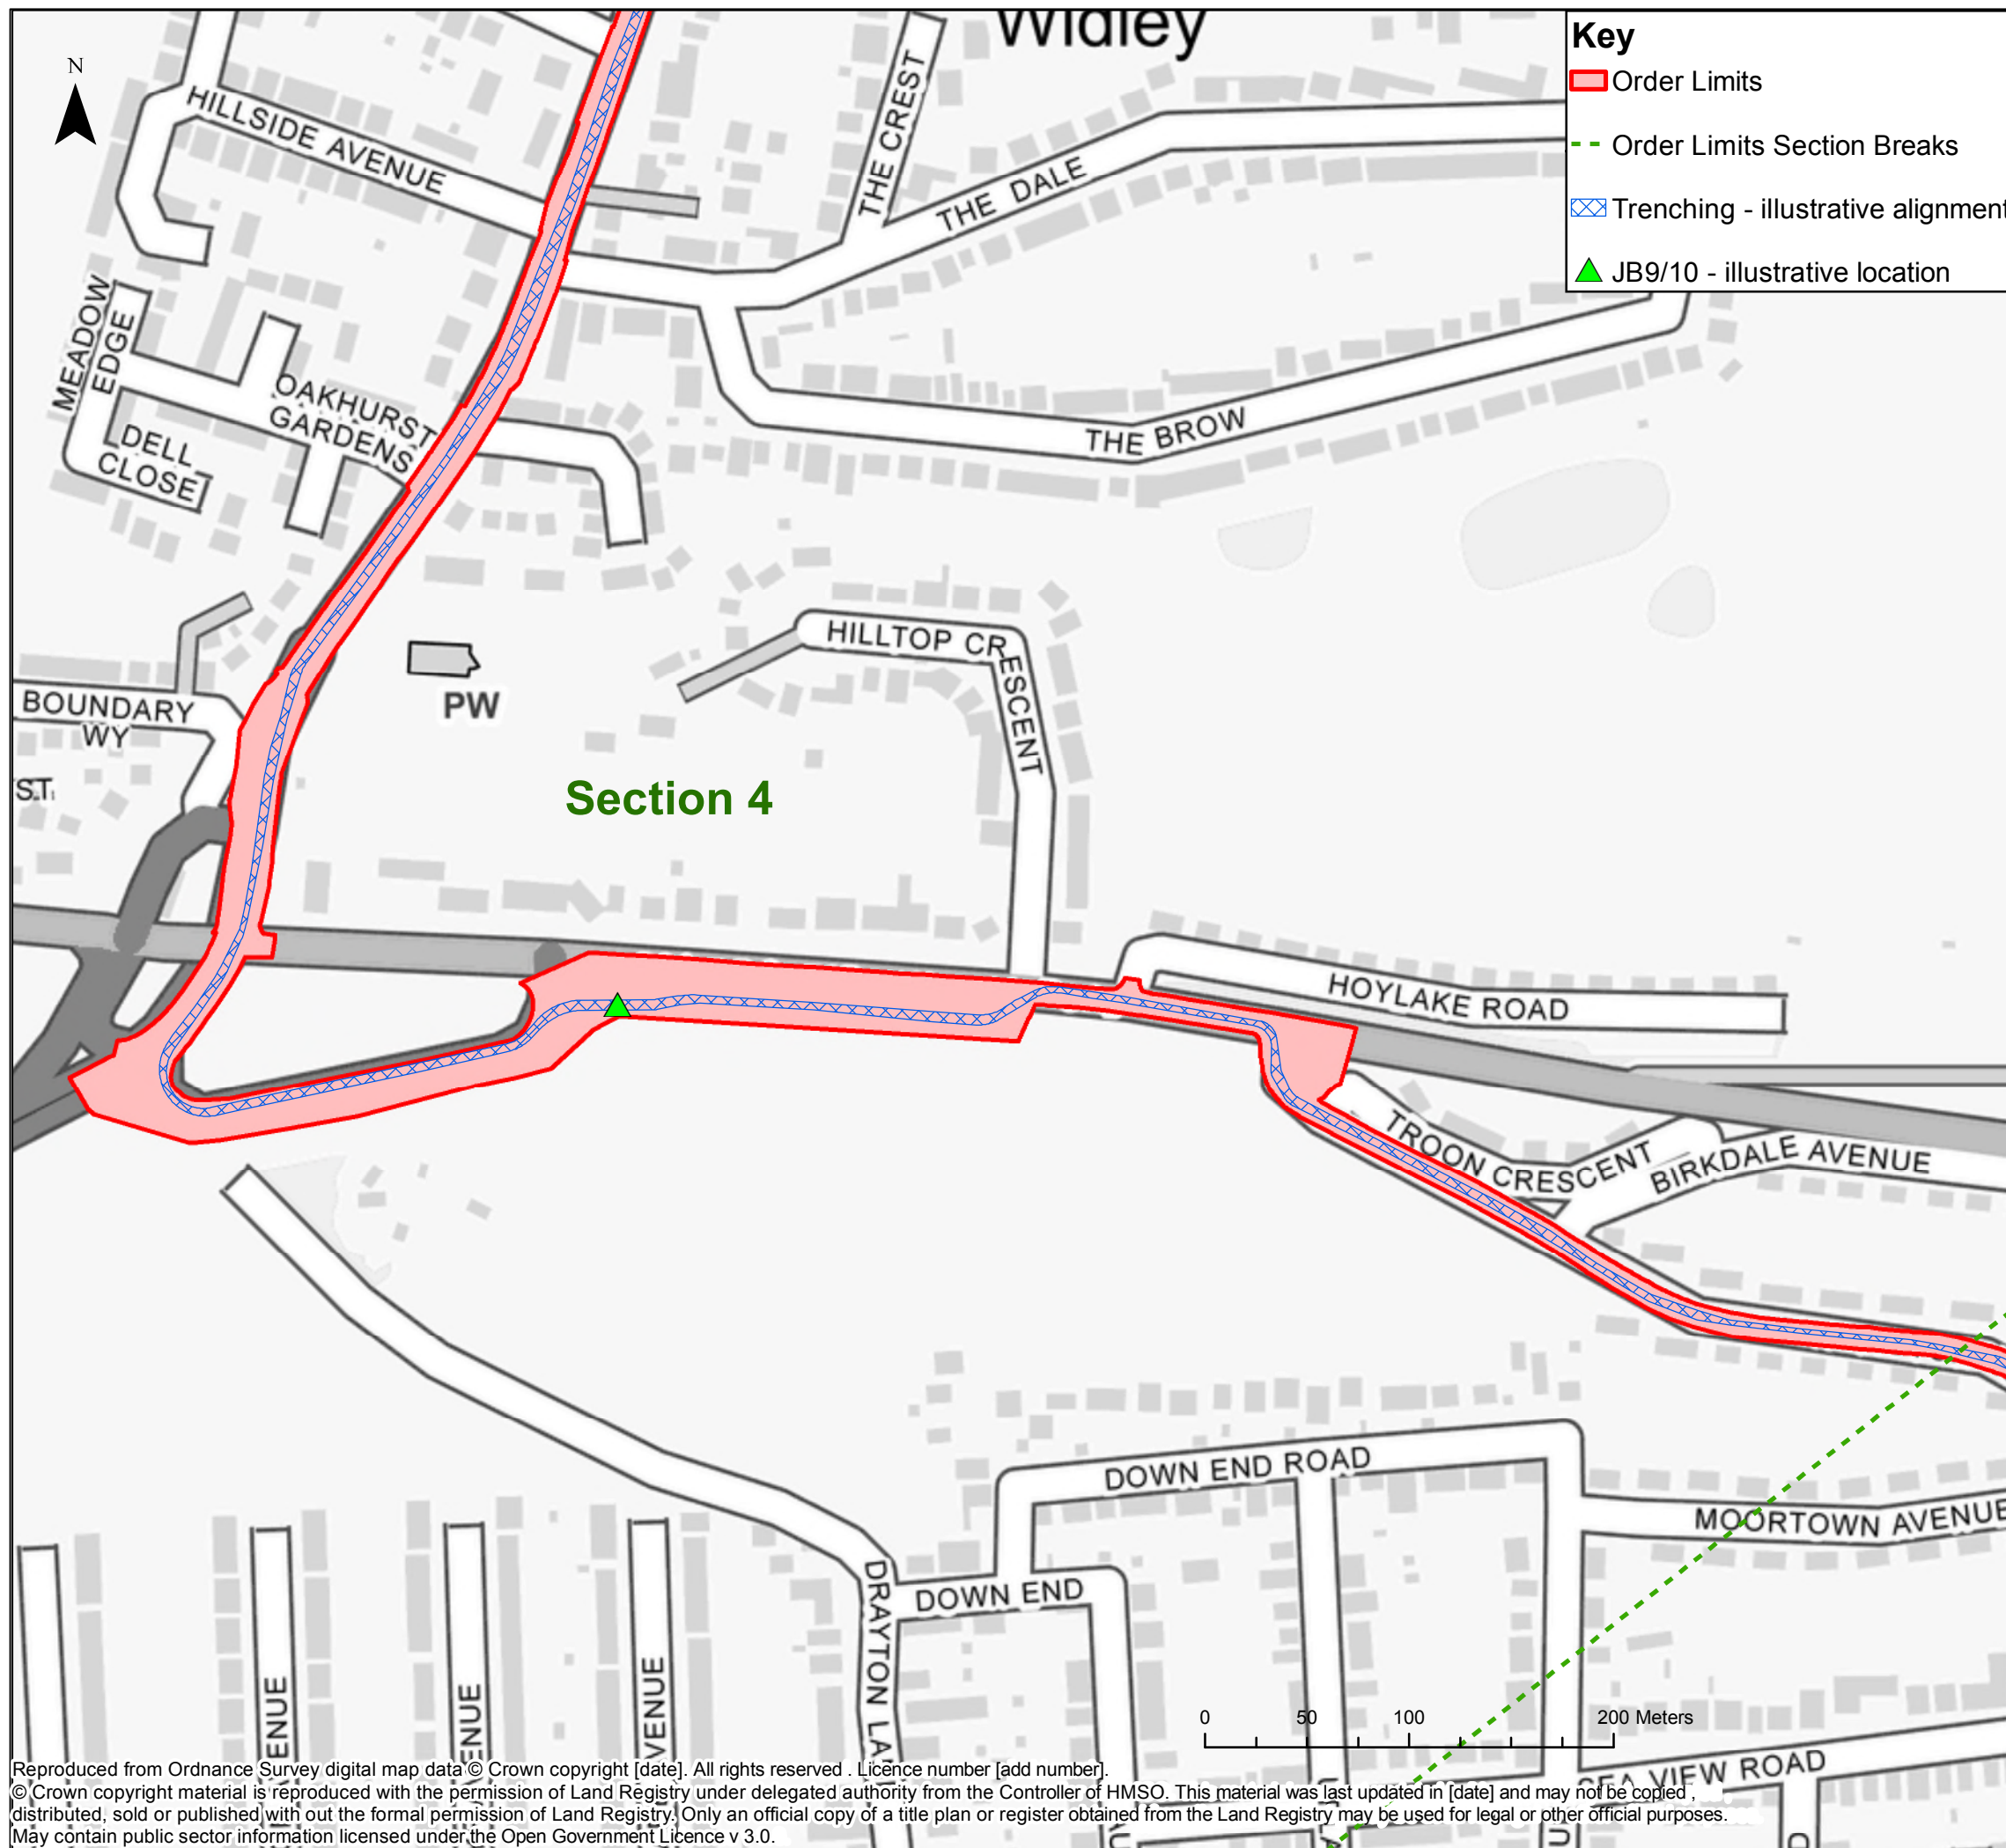 Widley
Key
Order Limits
Order Limits Section Breaks
Trenching - illustrative alignment
JB9/10 - illustrative location
N
HILLSIDE AVENUE
THE CREST
THE DALE
MEADOW
EDGE
OAKHURST
GARDENS
DELL
CLOSE
THE BROW
HILLTOP CRESCENT
BOUNDARY
WY
PW
ST
Section 4
HOYLAKE ROAD
TROON CRESCENT
BIRKDALE AVENUE
DOWN END ROAD
MOORTOWN AVENUE
DOWN END
DRAYTON LA
ENUE
ENUE
VENUE
0 50 100 200 Meters
SEA VIEW ROAD
Reproduced from Ordnance Survey digital map data © Crown copyright [date]. All rights reserved . Licence number [add number].
© Crown copyright material is reproduced with the permission of Land Registry under delegated authority from the Controller of HMSO. This material was last updated in [date] and may not be copied ,
distributed, sold or published with out the formal permission of Land Registry. Only an official copy of a title plan or register obtained from the Land Registry may be used for legal or other official purposes.
May contain public sector information licensed under the Open Government Licence v 3.0.